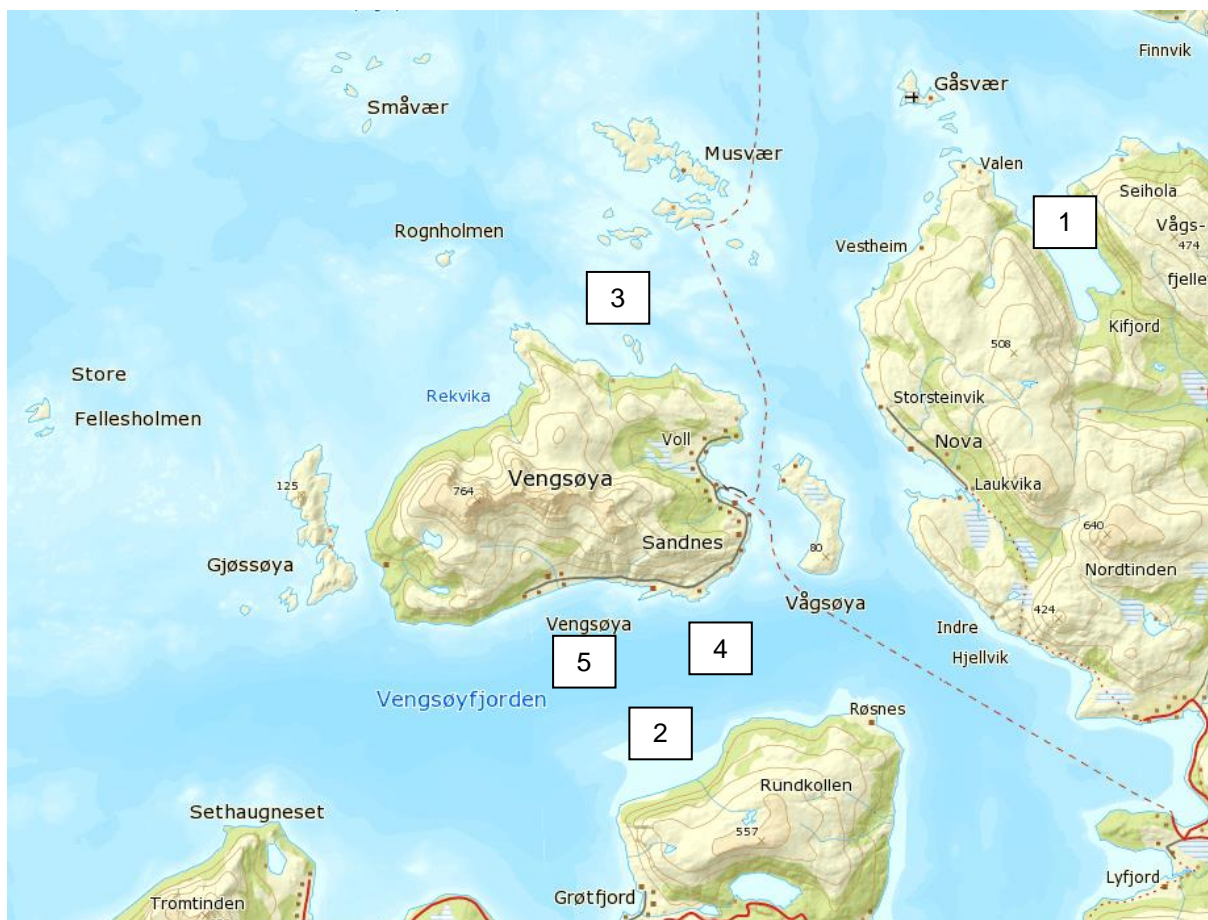 Finnvik
Gåsvær
Småvær
Musvær
Valen
Seihola
1
Vågs-
474
fjellet
Rognholmen
Vestheim
3
Kifjord
508
Store
Fellesholmen
Rekvika
Storsteinvik
Voll
Nova
125
764
Vengsøya
Laukvika
Sandnes
80
640
Gjøssøya
Nordtinden
Vågsøya
424
Vengsøya
Indre
Hjellvik
5
4
Vengsøyfjorden
Røsnes
2
Rundkollen
Sethaugneset
557
Lyfjord
Grøtfjord
Tromtinden